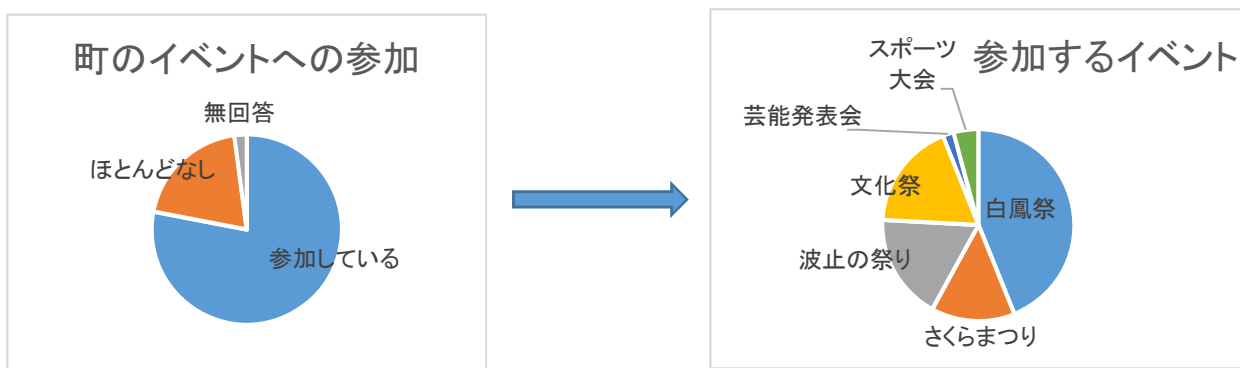 町のイベントへの参加
無回答
ほとんどなし
参加している
参加するイベント
スポーツ
大会
芸能発表会
文化祭
白鳳祭
波止の祭り
さくらまつり